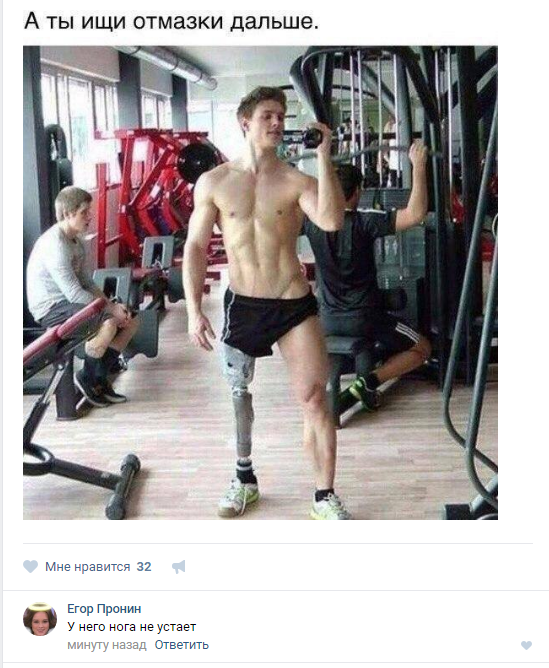 А ты ищи отмазки дальше.
Мне нравится 32
Егор Пронин
У него нога не устает
минуту назад Ответить